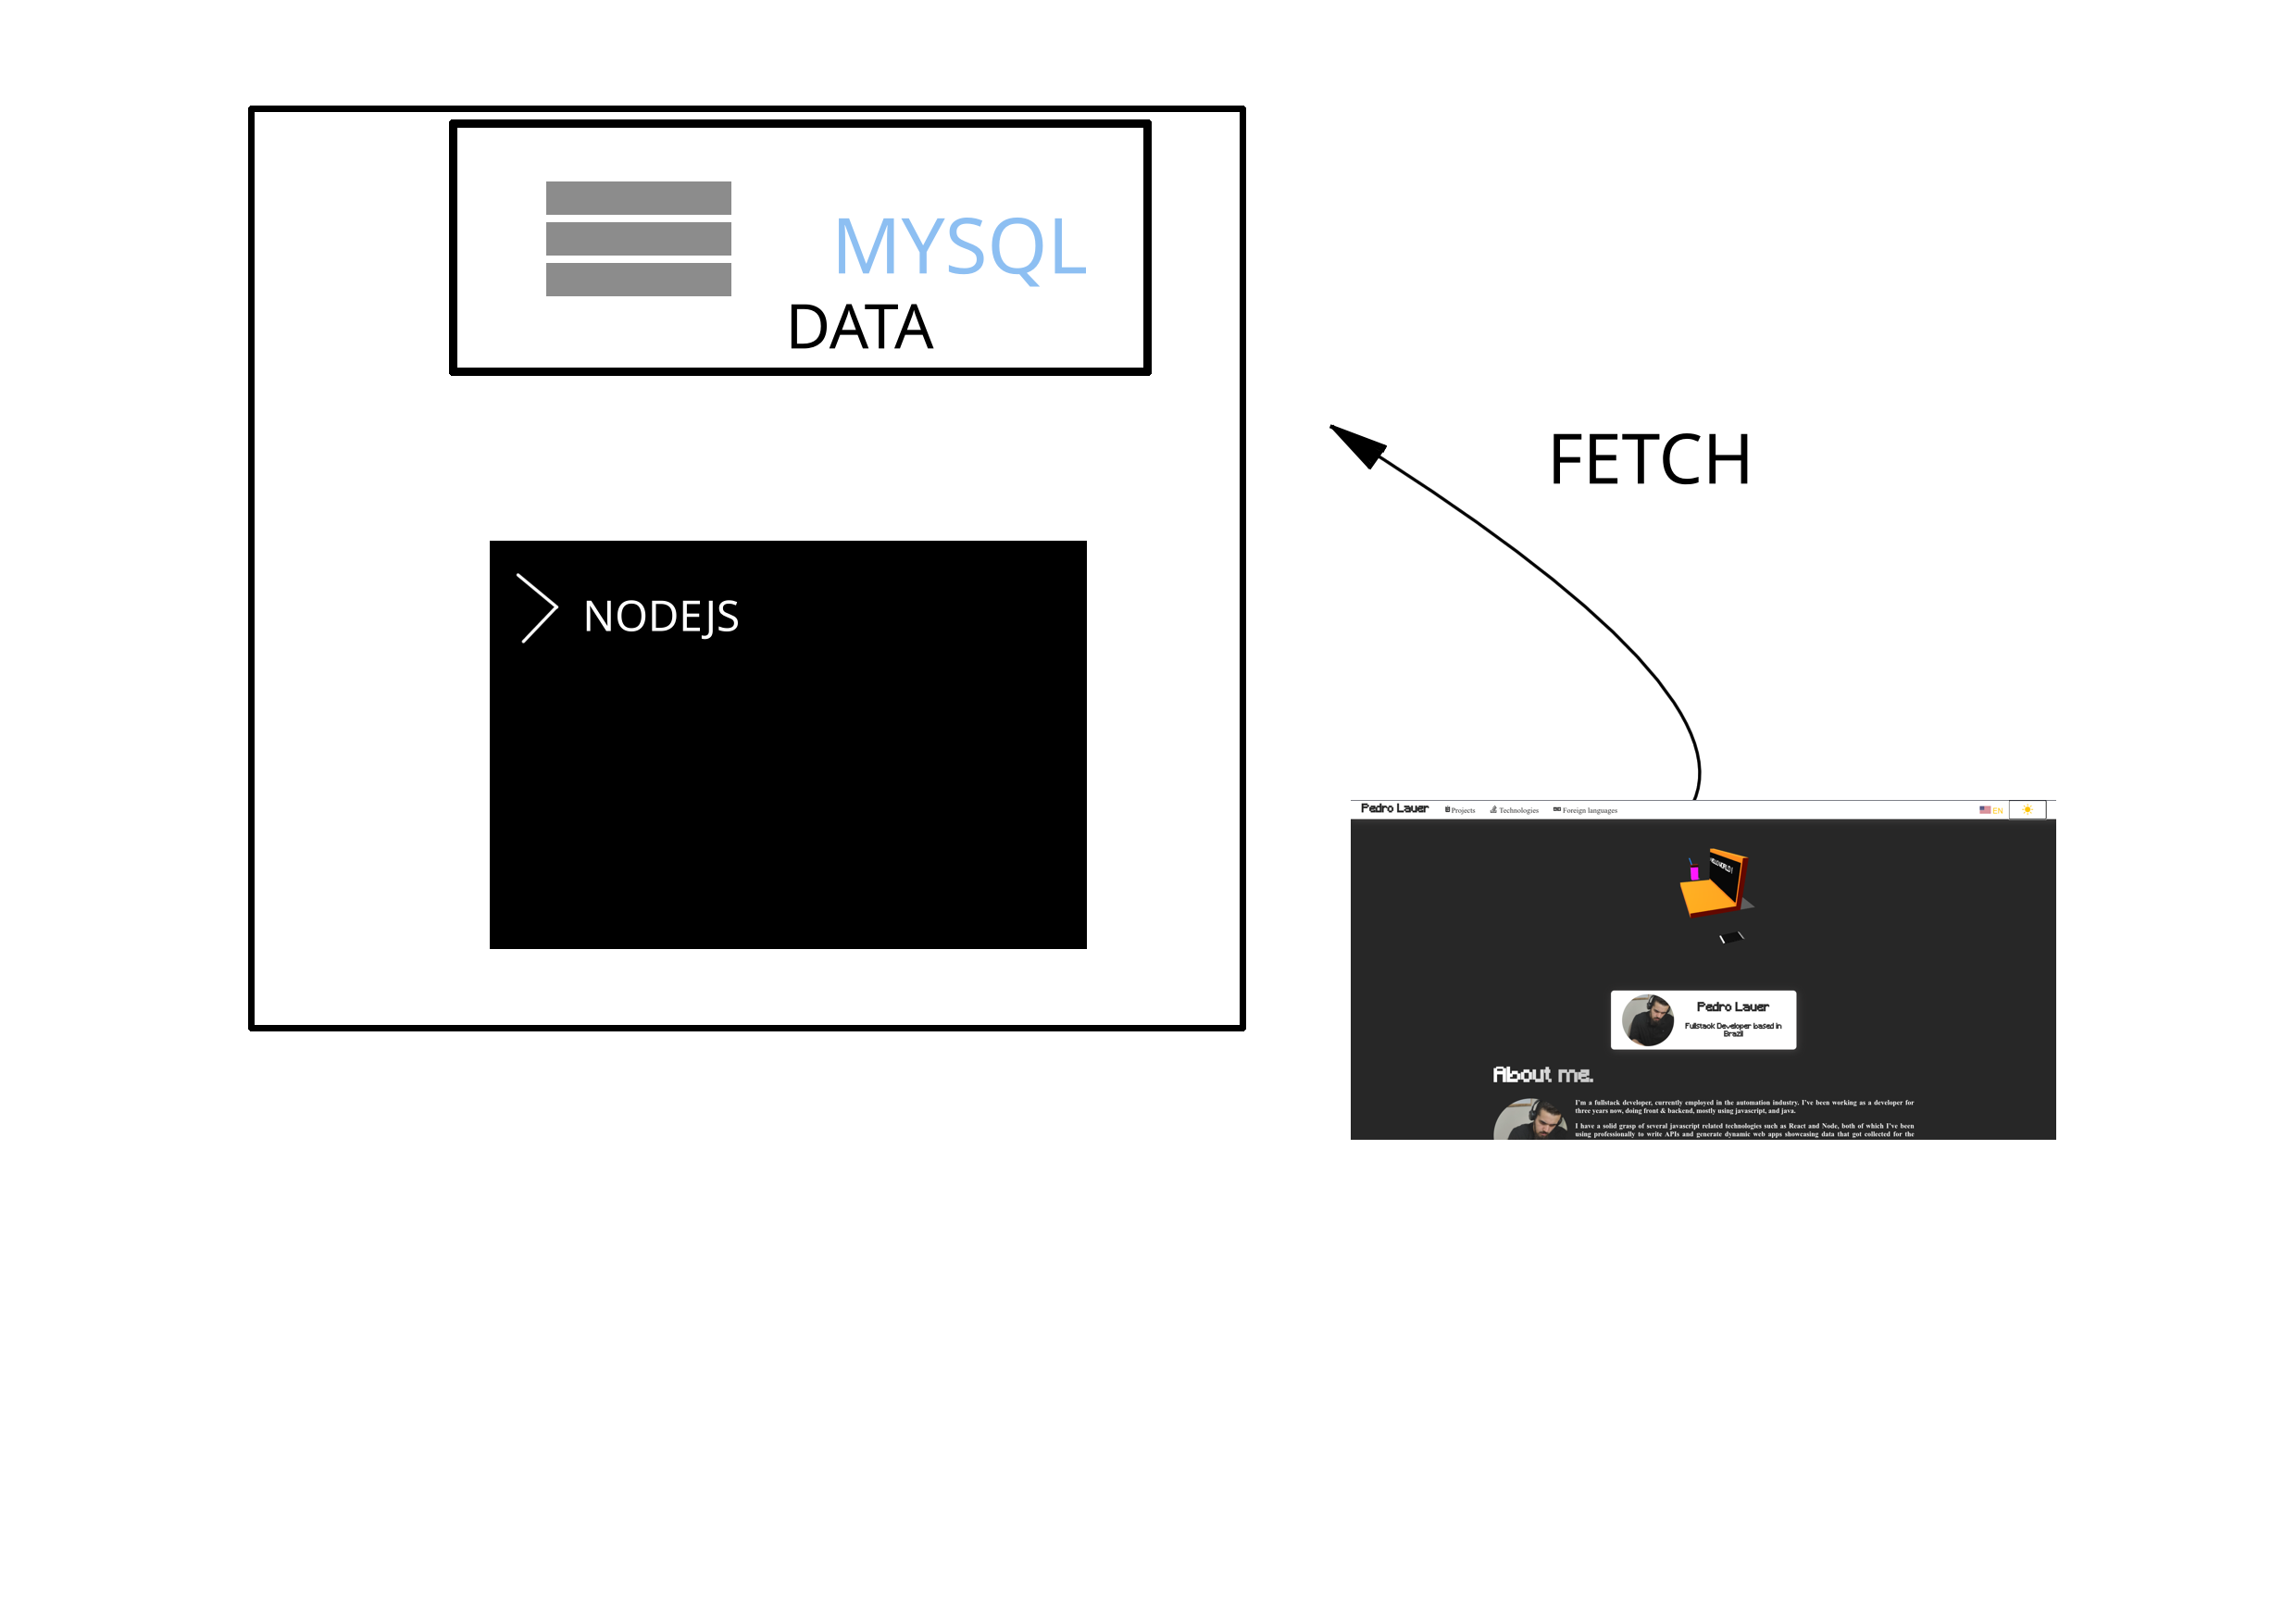 MYSQL
DATA
FETCH
NODEJS
Pedro Lauer
Projects
Technologies
Foreign languages
EN
Pedro Lauer
Fullstack Developer based in
Brazil
About me.
I'm a fullstack developer, currently employed in the automation industry. I've been working as a developer for
three years now, doing front & backend, mostly using javascript, and java.
I have a solid grasp of several javascript related technologies such as React and Node, both of which I've been
using professionally to write APIs and generate dynamic web apps showcasing data that got collected for the